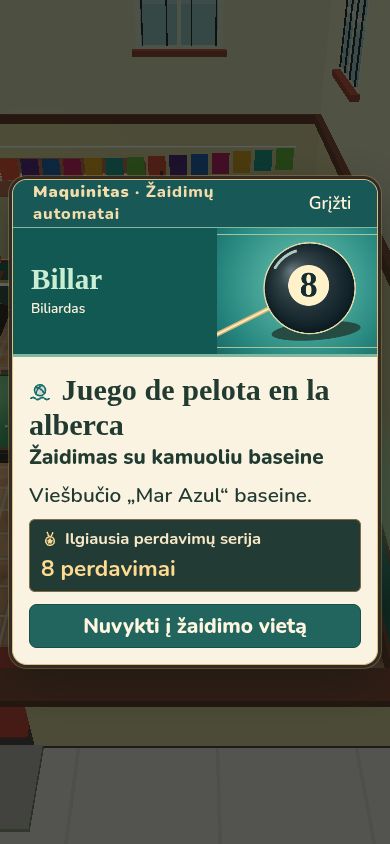 Maquinitas · Žaidimų
automatai
Grįžti
Billar
Biliardas
8
Juego de pelota en la
alberca
Žaidimas su kamuoliu baseine
Viešbučio „Mar Azul“ baseine.
Ilgiausia perdavimų serija
8 perdavimai
Nuvykti į žaidimo vietą